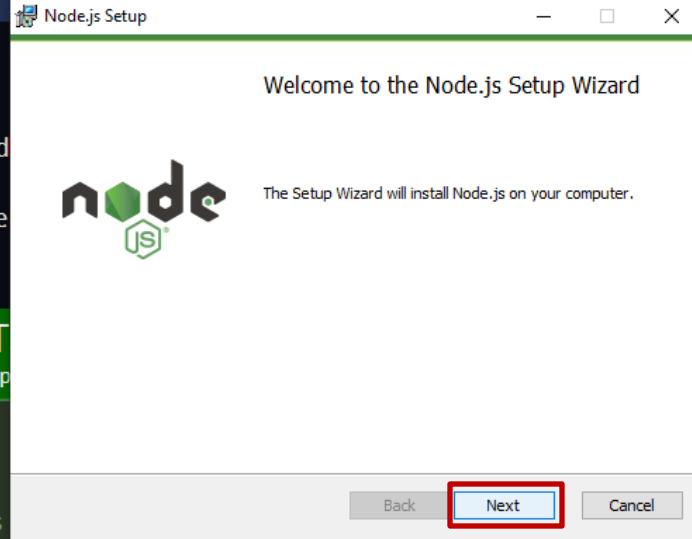 Node.js Setup
Welcome to the Node.js Setup Wizard
node
JS
The Setup Wizard will install Node.js on your computer.
Back
Next
Cancel